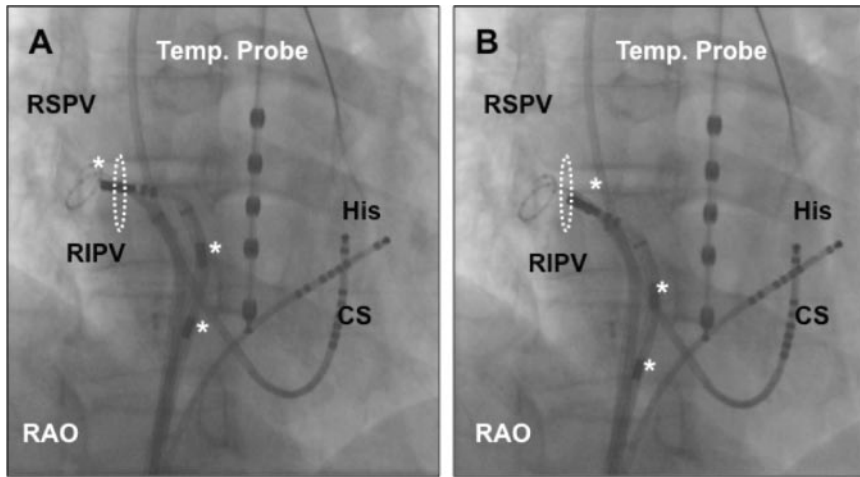 A
Temp. Probe
RSPV
*
RIPV
His
*
CS
*
RAO
B
Temp. Probe
RSPV
*
His
RIPV
*
CS
*
RAO